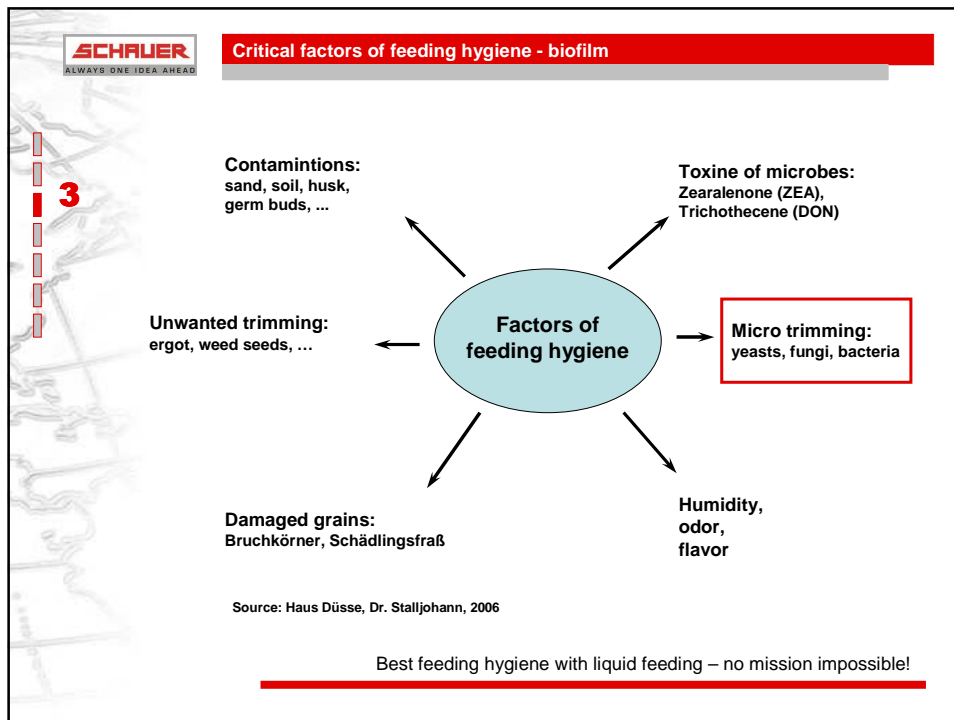 SCHAUER
ALWAYS ONE IDEA AHEAD
Critical factors of feeding hygiene - biofilm
3
Contamintions:
sand, soil, husk,
germ buds, ...
Toxine of microbes:
Zearalenone (ZEA),
Trichothecene (DON)
Unwanted trimming:
ergot, weed seeds, …
Factors of
feeding hygiene
Micro trimming:
yeasts, fungi, bacteria
Damaged grains:
Bruchkörner, Schädlingsfraß
Humidity,
odor,
flavor
Source: Haus Düsse, Dr. Stalljohann, 2006
Best feeding hygiene with liquid feeding – no mission impossible!